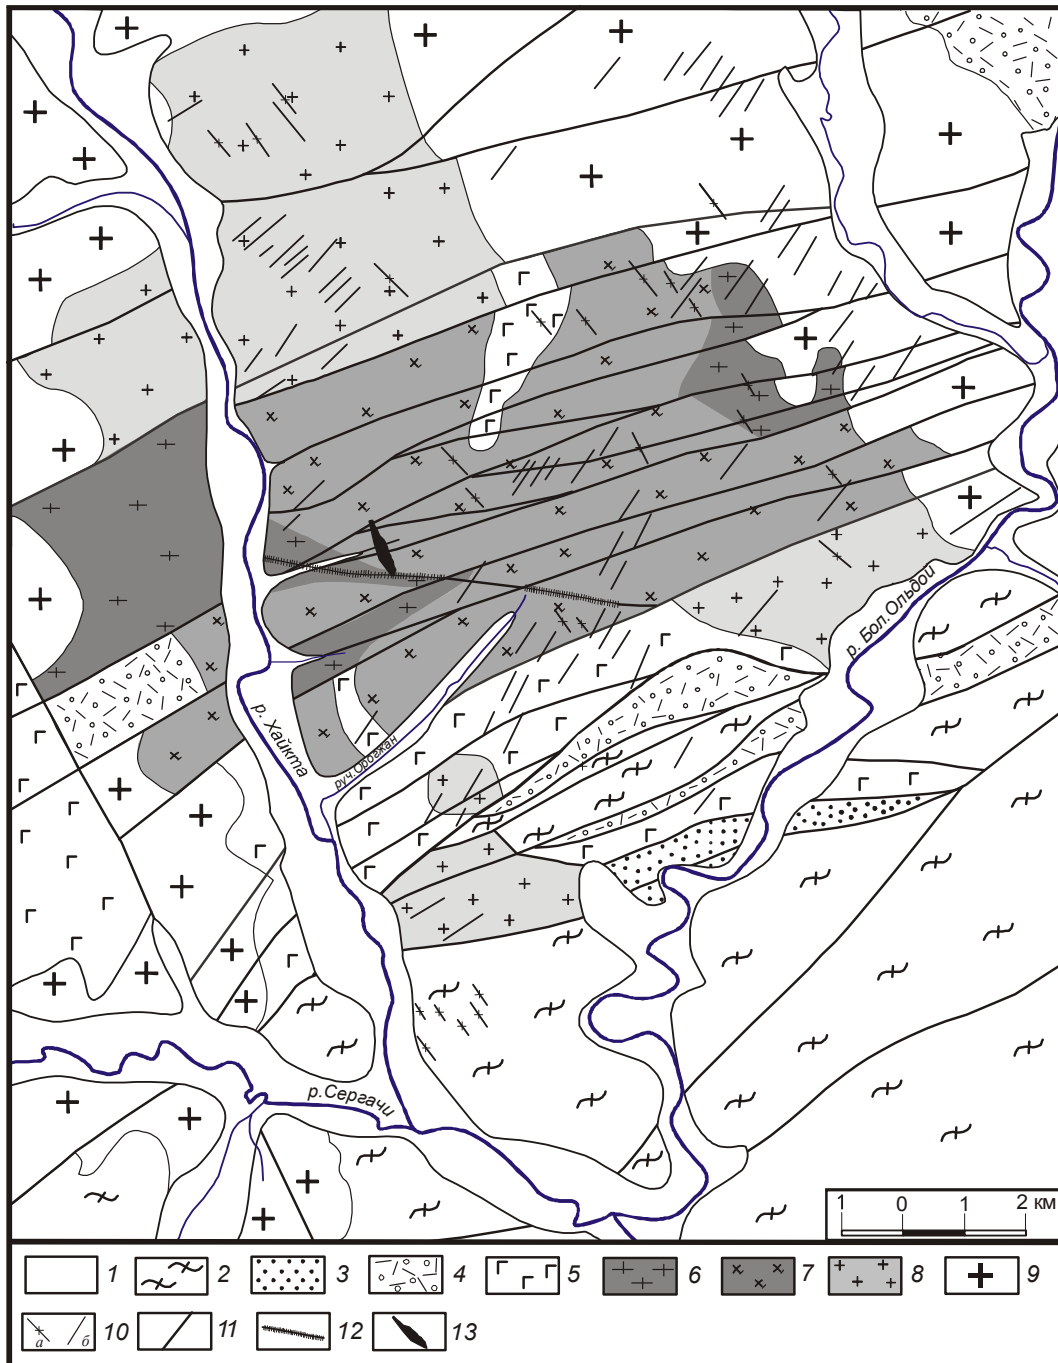 р. Бол.Ольдой
р. Хайкта
руч.Орогжан
р.Сергачи
1 0 1 2 км
1 2 3 4 5 6 7 8 9
а б 10 11 12 13